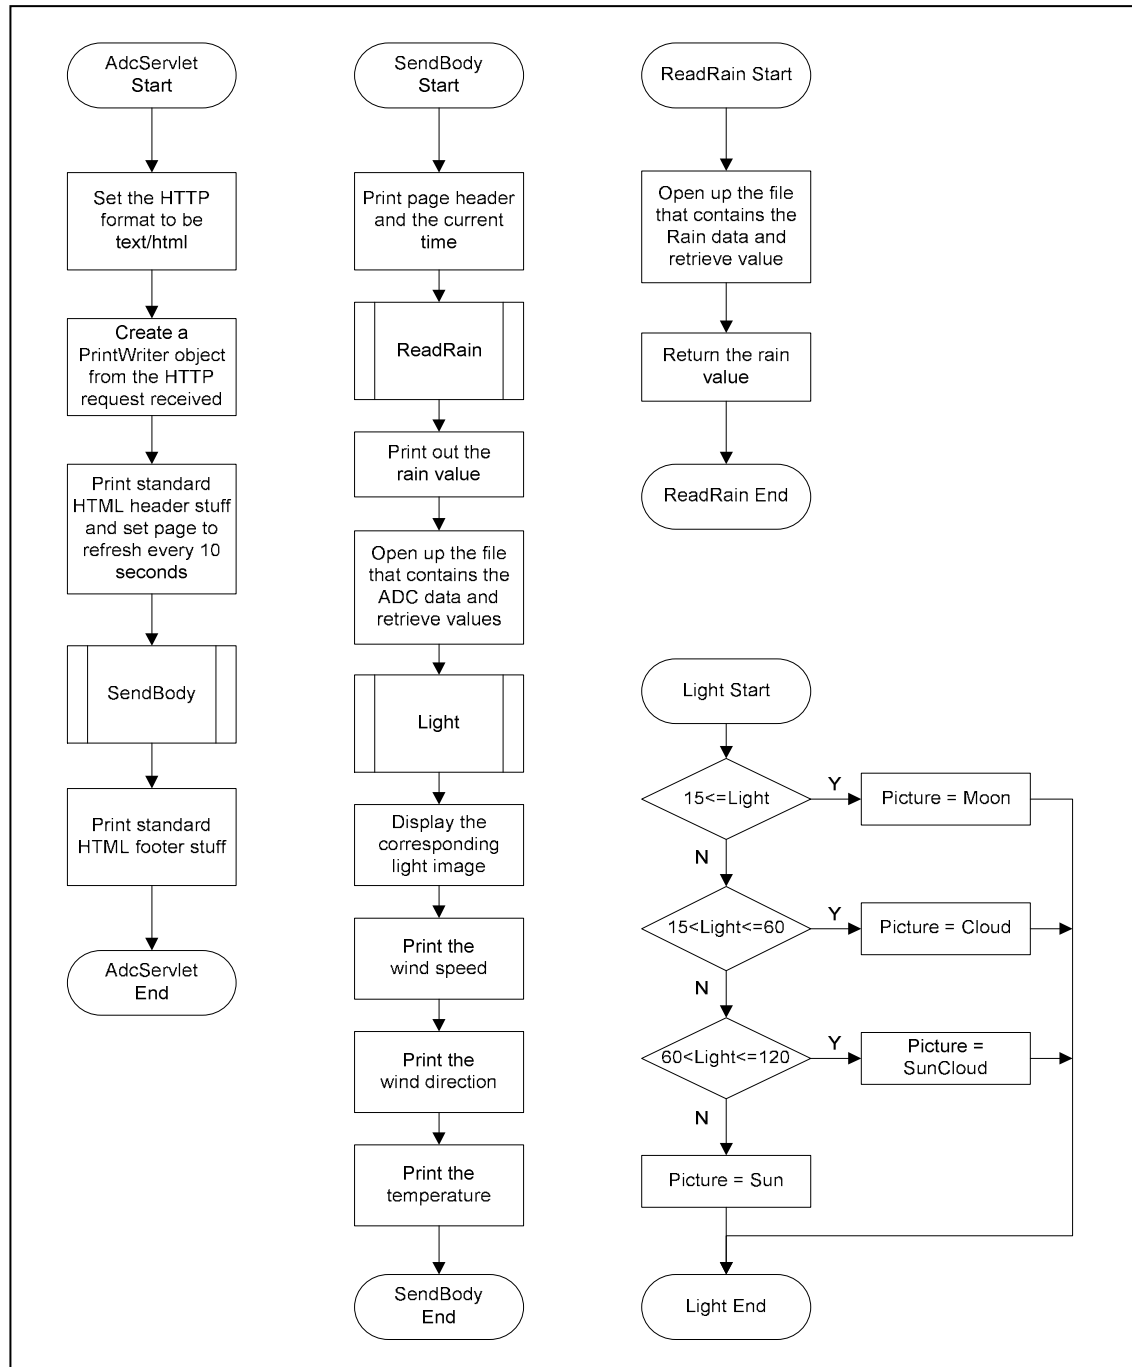 AdcServlet
Start
Set the HTTP
format to be
text/html
Create a
PrintWriter object
from the HTTP
request received
Print standard
HTML header stuff
and set page to
refresh every 10
seconds
SendBody
Print standard
HTML footer stuff
AdcServlet
End
SendBody
Start
Print page header
and the current
time
ReadRain
Print out the
rain value
Open up the file
that contains the
ADC data and
retrieve values
Light
Display the
corresponding
light image
Print the
wind speed
Print the
wind direction
Print the
temperature
SendBody
End
ReadRain Start
Open up the file
that contains the
Rain data and
retrieve value
Return the rain
value
ReadRain End
Light Start
15<=Light
Y
Picture = Moon
N
15<Light<=60
Y
Picture = Cloud
N
60<Light<=120
Y
Picture =
SunCloud
N
Picture = Sun
Light End